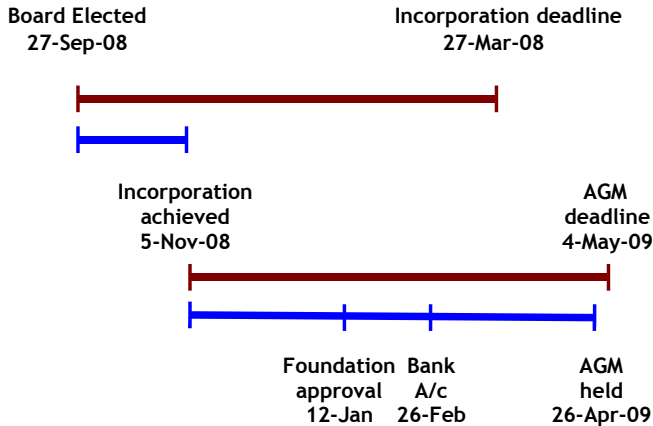 Board Elected
27-Sep-08
Incorporation deadline
27-Mar-08
Incorporation
achieved
5-Nov-08
AGM
deadline
4-May-09
Foundation
approval
12-Jan
Bank
A/c
26-Feb
AGM
held
26-Apr-09